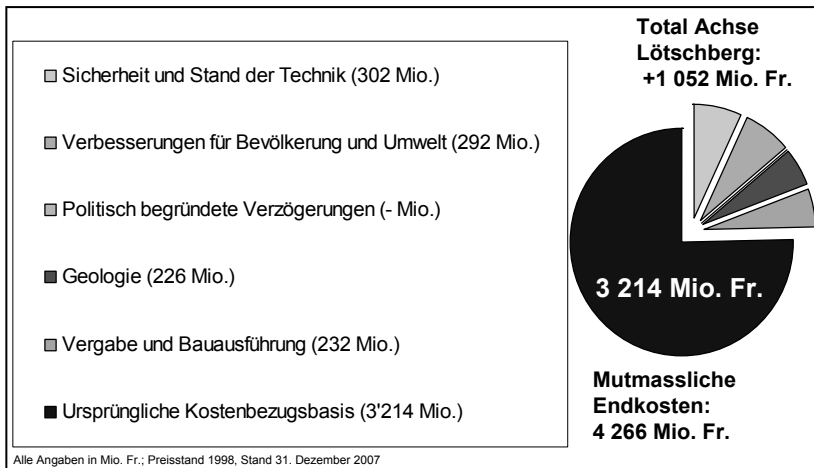 Total Achse
Lötschberg:
+1 052 Mio. Fr.
Sicherheit und Stand der Technik (302 Mio.)
Verbesserungen für Bevölkerung und Umwelt (292 Mio.)
Politisch begründete Verzögerungen (- Mio.)
Geologie (226 Mio.)
Vergabe und Bauausführung (232 Mio.)
Ursprüngliche Kostenbezugsbasis (3'214 Mio.)
3 214 Mio. Fr.
Mutmassliche
Endkosten:
4 266 Mio. Fr.
Alle Angaben in Mio. Fr.; Preisstand 1998, Stand 31. Dezember 2007